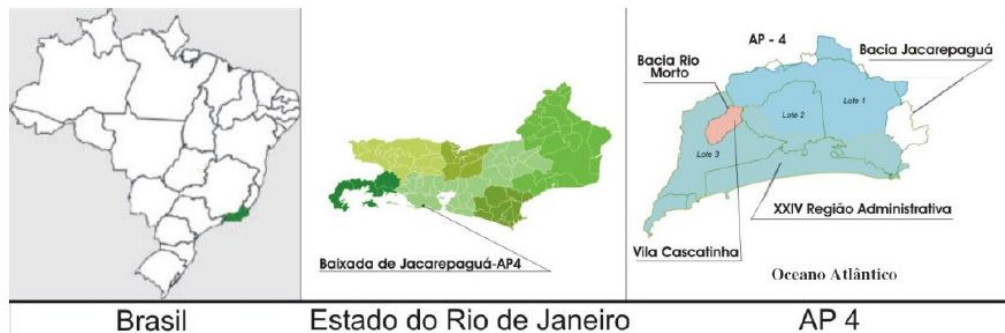 AP - 4
Bacia Jacarepaguá
Bacia Rio
Morto
Lote 1
Lote 2
Lote 3
XXIV Região Administrativa
Vila Cascatinha
Baixada de Jacarepaguá-AP4
Oceano Atlântico
Brasil
Estado do Rio de Janeiro
AP 4